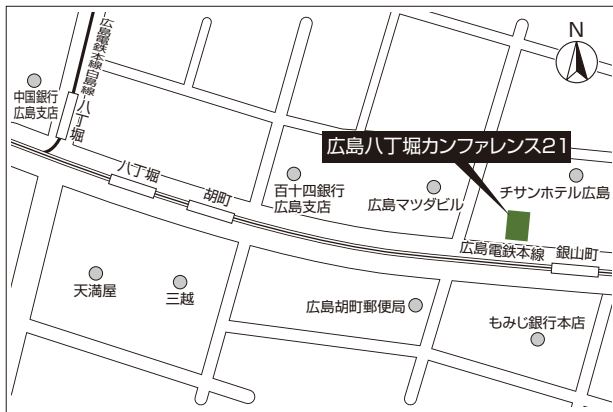 N
広島電鉄本線白島線
中国銀行
広島支店
八丁堀
広島八丁堀カンファレンス21
八丁堀
胡町
百十四銀行
広島支店
広島マツダビル
チサンホテル広島
広島電鉄本線
銀山町
天満屋
三越
広島胡町郵便局
もみじ銀行本店